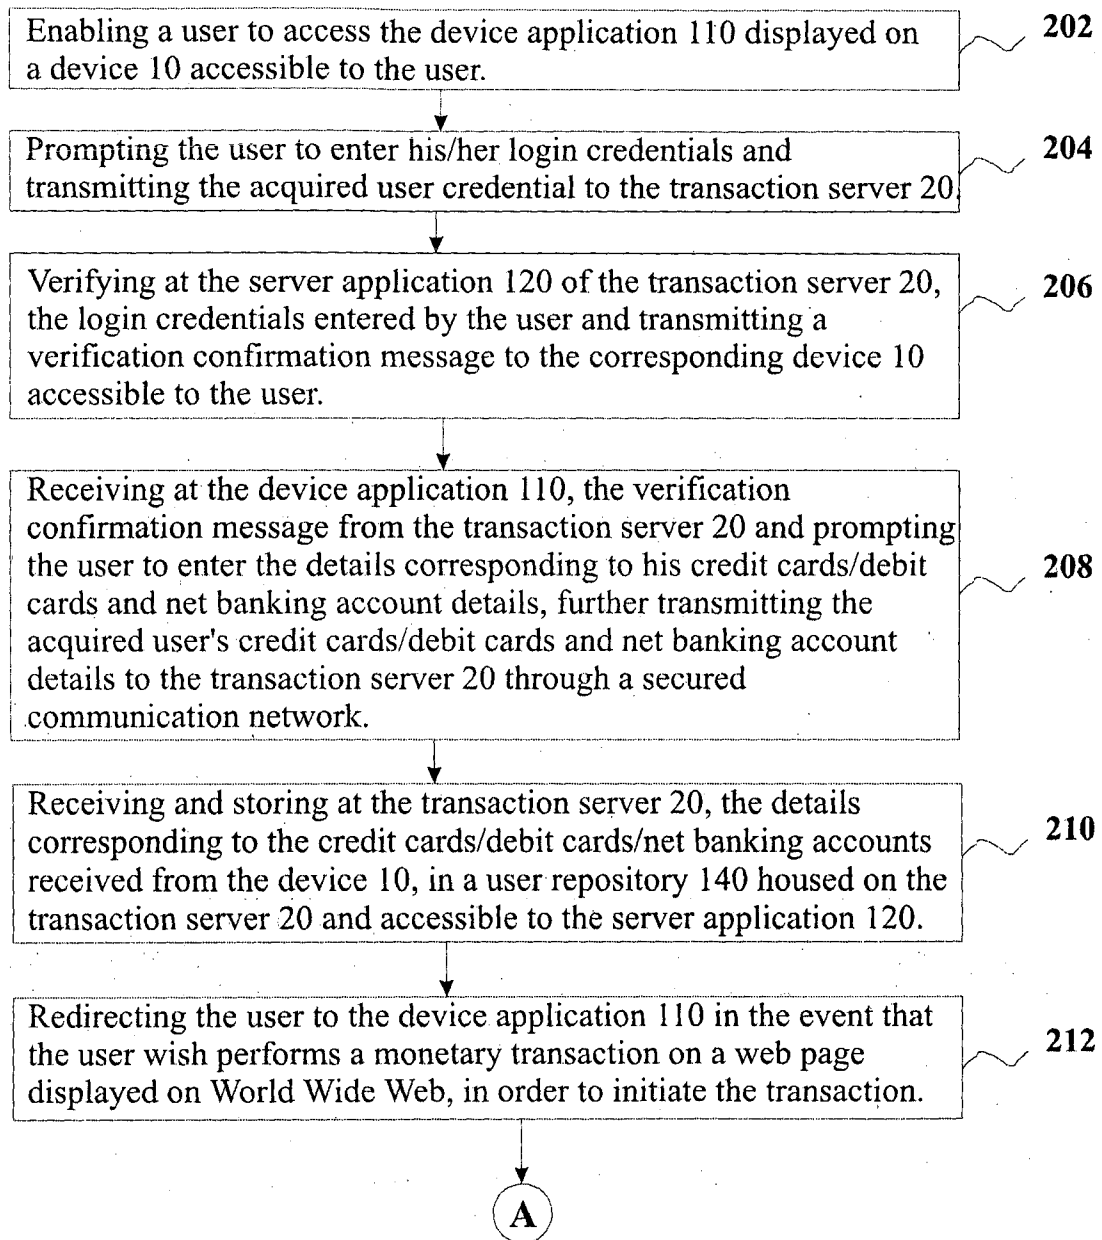 Enabling a user to access the device application 110 displayed on
a device 10 accessible to the user.
202
Prompting the user to enter his/her login credentials and
transmitting the acquired user credential to the transaction server 20.
204
Verifying at the server application 120 of the transaction server 20,
the login credentials entered by the user and transmitting a
verification confirmation message to the corresponding device 10
accessible to the user.
206
Receiving at the device application 110, the verification
confirmation message from the transaction server 20 and prompting
the user to enter the details corresponding to his credit cards/debit
cards and net banking account details, further transmitting the
acquired user's credit cards/debit cards and net banking account
details to the transaction server 20 through a secured
communication network.
208
Receiving and storing at the transaction server 20, the details
corresponding to the credit cards/debit cards/net banking accounts
received from the device 10, in a user repository 140 housed on the
transaction server 20 and accessible to the server application 120.
210
Redirecting the user to the device application 110 in the event that
the user wish performs a monetary transaction on a web page
displayed on World Wide Web, in order to initiate the transaction.
212
A